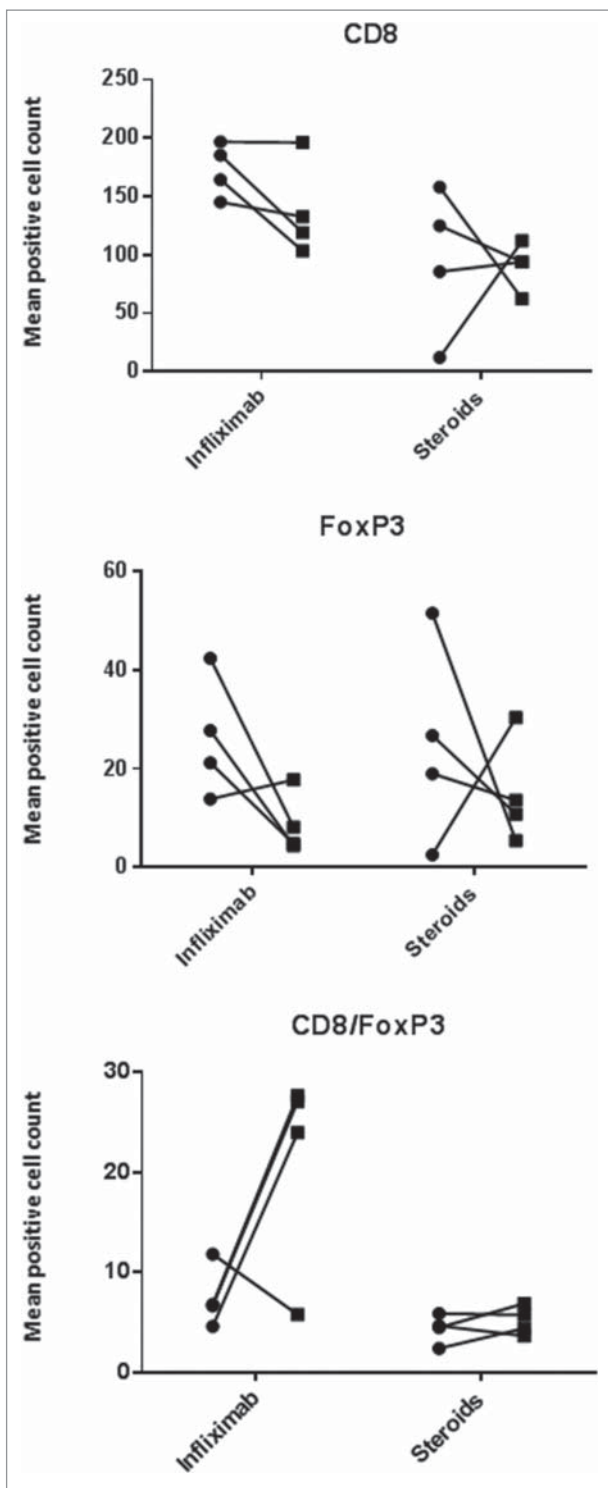 CD8
Mean positive cell count
250
200
150
100
50
0
Infliximab
Steroids
FoxP3
Mean positive cell count
60
40
20
0
Infliximab
Steroids
CD8/FoxP3
Mean positive cell count
30
20
10
0
Infliximab
Steroids